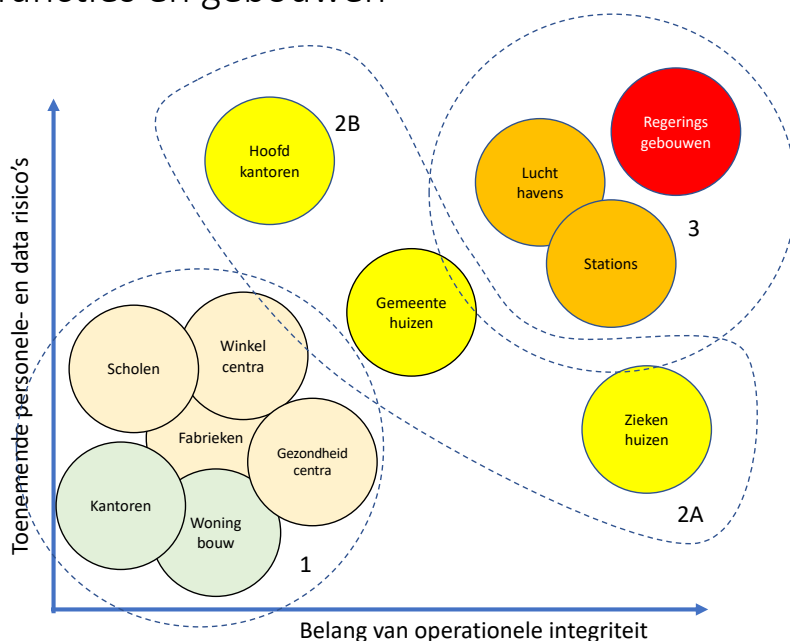 functies en gebouwen
Toenemende personele- en data risico's
2B
Hoofd
kantoren
Regerings
gebouwen
Lucht
havens
3
Stations
Gemeente
huizen
Winkel
centra
Scholen
Fabrieken
Gezondheid
centra
Zieken
huizen
Kantoren
Woning
bouw
2A
1
Belang van operationele integriteit